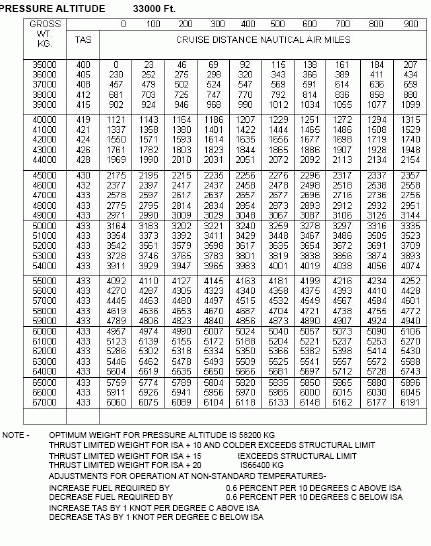 PRESSURE ALTITUDE 33000 Ft.
GROSS WT. KG. 0 100 200 300 400 500 600 700 800 900
TAS CRUISE DISTANCE NAUTICAL AIR MILES
35000 400 0 23 46 69 92 115 138 161 184 207
36000 405 230 252 275 298 320 343 366 389 411 434
37000 408 457 479 502 524 547 569 591 614 636 659
38000 412 681 703 725 747 770 792 814 836 858 880
39000 415 902 924 946 968 990 1012 1034 1055 1077 1099
40000 419 1121 1143 1164 1186 1207 1229 1251 1272 1294 1315
41000 421 1337 1358 1380 1401 1422 1444 1465 1486 1508 1529
42000 424 1550 1571 1593 1614 1635 1656 1677 1698 1719 1740
43000 426 1761 1782 1803 1823 1844 1865 1886 1907 1928 1948
44000 428 1969 1990 2010 2031 2051 2072 2092 2113 2134 2154
45000 430 2175 2195 2215 2235 2256 2276 2296 2317 2337 2357
46000 432 2377 2397 2417 2437 2458 2478 2498 2518 2538 2558
47000 433 2578 2597 2617 2637 2657 2677 2696 2716 2736 2756
48000 433 2775 2795 2814 2834 2854 2873 2893 2912 2932 2951
49000 433 2971 2990 3009 3029 3048 3067 3087 3106 3125 3144
50000 433 3164 3183 3202 3221 3240 3259 3278 3297 3316 3335
51000 433 3354 3373 3392 3411 3429 3448 3467 3486 3505 3523
52000 433 3542 3561 3579 3598 3617 3635 3654 3672 3691 3709
53000 433 3728 3746 3765 3783 3801 3819 3838 3856 3874 3893
54000 433 3911 3929 3947 3965 3983 4001 4019 4038 4056 4074
55000 433 4092 4110 4127 4145 4163 4181 4199 4216 4234 4252
56000 433 4270 4287 4305 4323 4340 4358 4375 4393 4410 4428
57000 433 4445 4463 4480 4497 4515 4532 4549 4567 4584 4601
58000 433 4619 4636 4653 4670 4687 4704 4721 4738 4755 4772
59000 433 4789 4806 4823 4840 4856 4873 4890 4907 4924 4940
60000 433 4957 4974 4990 5007 5024 5040 5057 5073 5090 5106
61000 433 5123 5139 5155 5172 5188 5204 5221 5237 5253 5270
62000 433 5286 5302 5318 5334 5350 5366 5382 5398 5414 5430
63000 433 5446 5462 5478 5493 5509 5525 5541 5557 5572 5588
64000 433 5604 5619 5635 5650 5666 5681 5697 5712 5728 5743
65000 433 5759 5774 5789 5804 5820 5835 5850 5865 5880 5896
66000 433 5911 5926 5941 5956 5970 5985 6000 6015 6030 6045
67000 433 6060 6075 6089 6104 6118 6133 6148 6162 6177 6191
NOTE - OPTIMUM WEIGHT FOR PRESSURE ALTITUDE IS 58200 KG
THRUST LIMITED WEIGHT FOR ISA + 10 AND COLDER EXCEEDS STRUCTURAL LIMIT
THRUST LIMITED WEIGHT FOR ISA + 15 IEXCEEDS STRUCTURAL LIMIT
THRUST LIMITED WEIGHT FOR ISA + 20 IS66400 KG
ADJUSTMENTS FOR OPERATION AT NON-STANDARD TEMPERATURES-
INCREASE FUEL REQUIRED BY 0.6 PERCENT PER 10 DEGREES C ABOVE ISA
DECREASE FUEL REQUIRED BY 0.6 PERCENT PER 10 DEGREES C BELOW ISA
INCREASE TAS BY 1 KNOT PER DEGREE C ABOVE ISA
DECREASE TAS BY 1 KNOT PER DEGREE C BELOW ISA